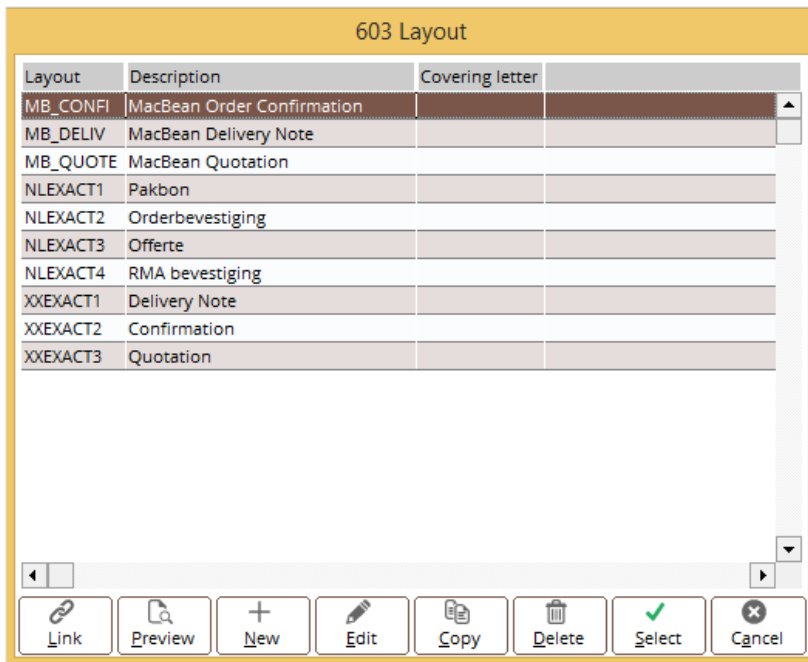 603 Layout
Layout Description Covering letter
MB_CONFI MacBean Order Confirmation
MB_DELIV MacBean Delivery Note
MB_QUOTE MacBean Quotation
NLEXACT1 Pakbon
NLEXACT2 Orderbevestiging
NLEXACT3 Offerte
NLEXACT4 RMA bevestiging
XXEXACT1 Delivery Note
XXEXACT2 Confirmation
XXEXACT3 Quotation
Link Preview New Edit Copy Delete Select Cancel